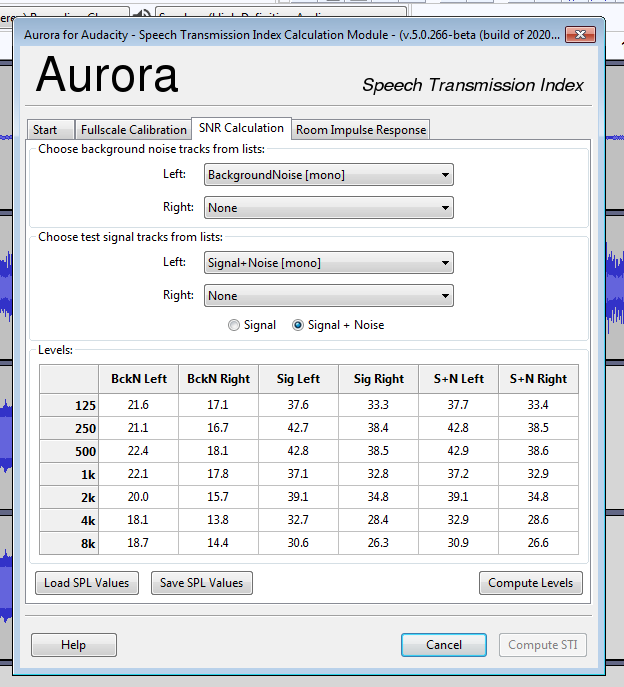 Aurora for Audacity - Speech Transmission Index Calculation Module - (v.5.0.266-beta (build of 2020...
Aurora
Speech Transmission Index
Start Fullscale Calibration SNR Calculation Room Impulse Response
Choose background noise tracks from lists:
Left: BackgroundNoise [mono]
Right: None
Choose test signal tracks from lists:
Left: Signal+Noise [mono]
Right: None
Signal Signal + Noise
Levels:
BckN Left BckN Right Sig Left Sig Right S+N Left S+N Right
125 21.6 17.1 37.6 33.3 37.7 33.4
250 21.1 16.7 42.7 38.4 42.8 38.5
500 22.4 18.1 42.8 38.5 42.9 38.6
1k 22.1 17.8 37.1 32.8 37.2 32.9
2k 20.0 15.7 39.1 34.8 39.1 34.8
4k 18.1 13.8 32.7 28.4 32.9 28.6
8k 18.7 14.4 30.6 26.3 30.9 26.6
Load SPL Values Save SPL Values Compute Levels
Help Cancel Compute STI